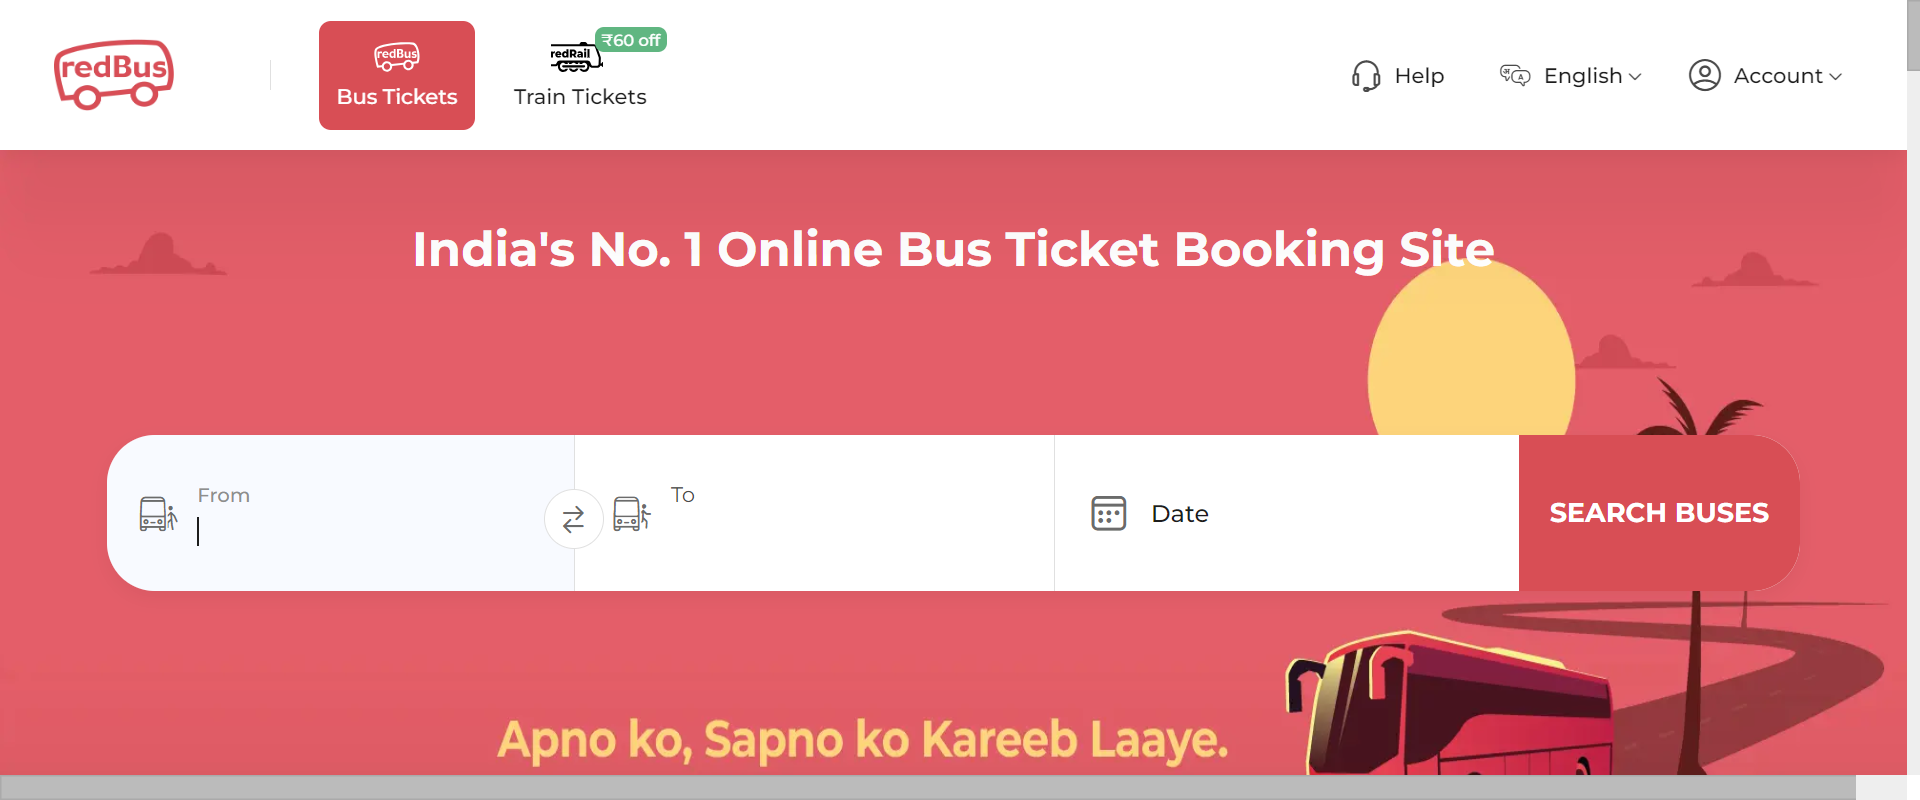 redBus
redBus
Bus Tickets
redRail
₹60 off
Train Tickets
Help
English
Account
India's No. 1 Online Bus Ticket Booking Site
From
To
Date
SEARCH BUSES
Apno ko, Sapno ko Kareeb Laaye.